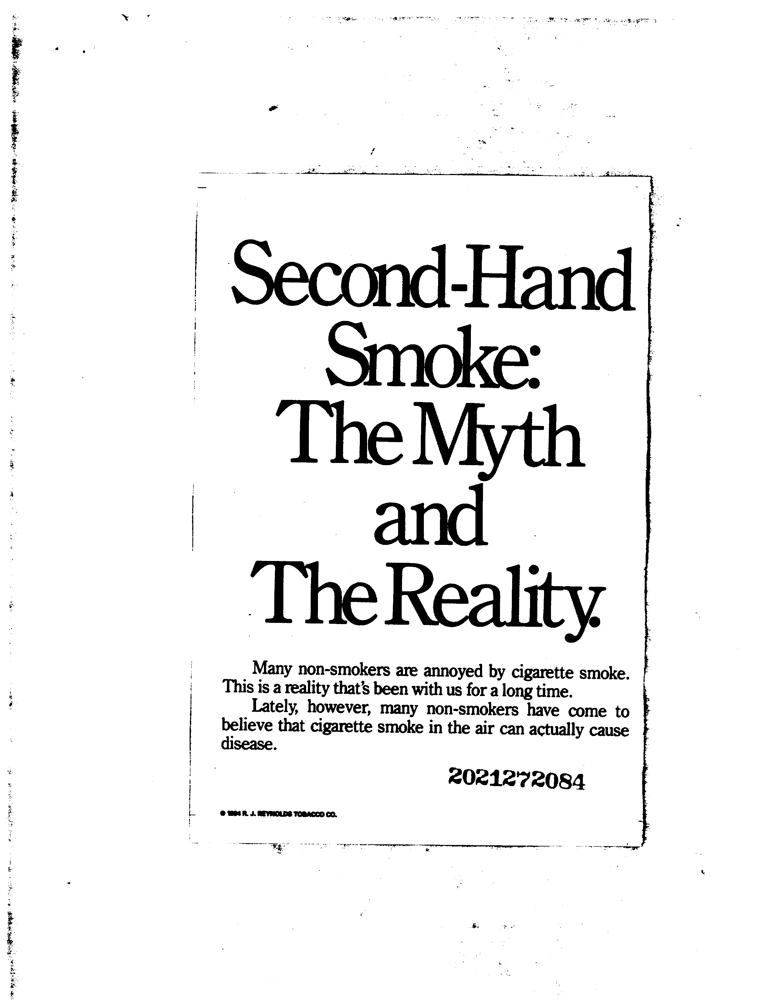 Second-Hand
Smoke:
The Myth
and
The Reality.
Many non-smokers are annoyed by cigarette smoke.
This is a reality that's been with us for a long time.
Lately, however, many non-smokers have come to
believe that cigarette smoke in the air can actually cause
disease.
2021272084
© 1984 R. J. REYNOLDS TOBACCO CO.